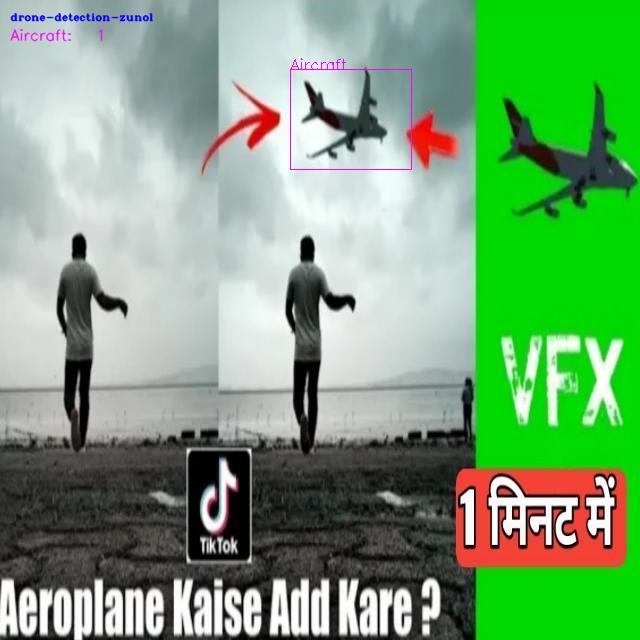 drone-detection-zunol
Aircraft: 1
Aircraft
VFX
1 मिनट में
TikTok
Aeroplane Kaise Add Kare ?